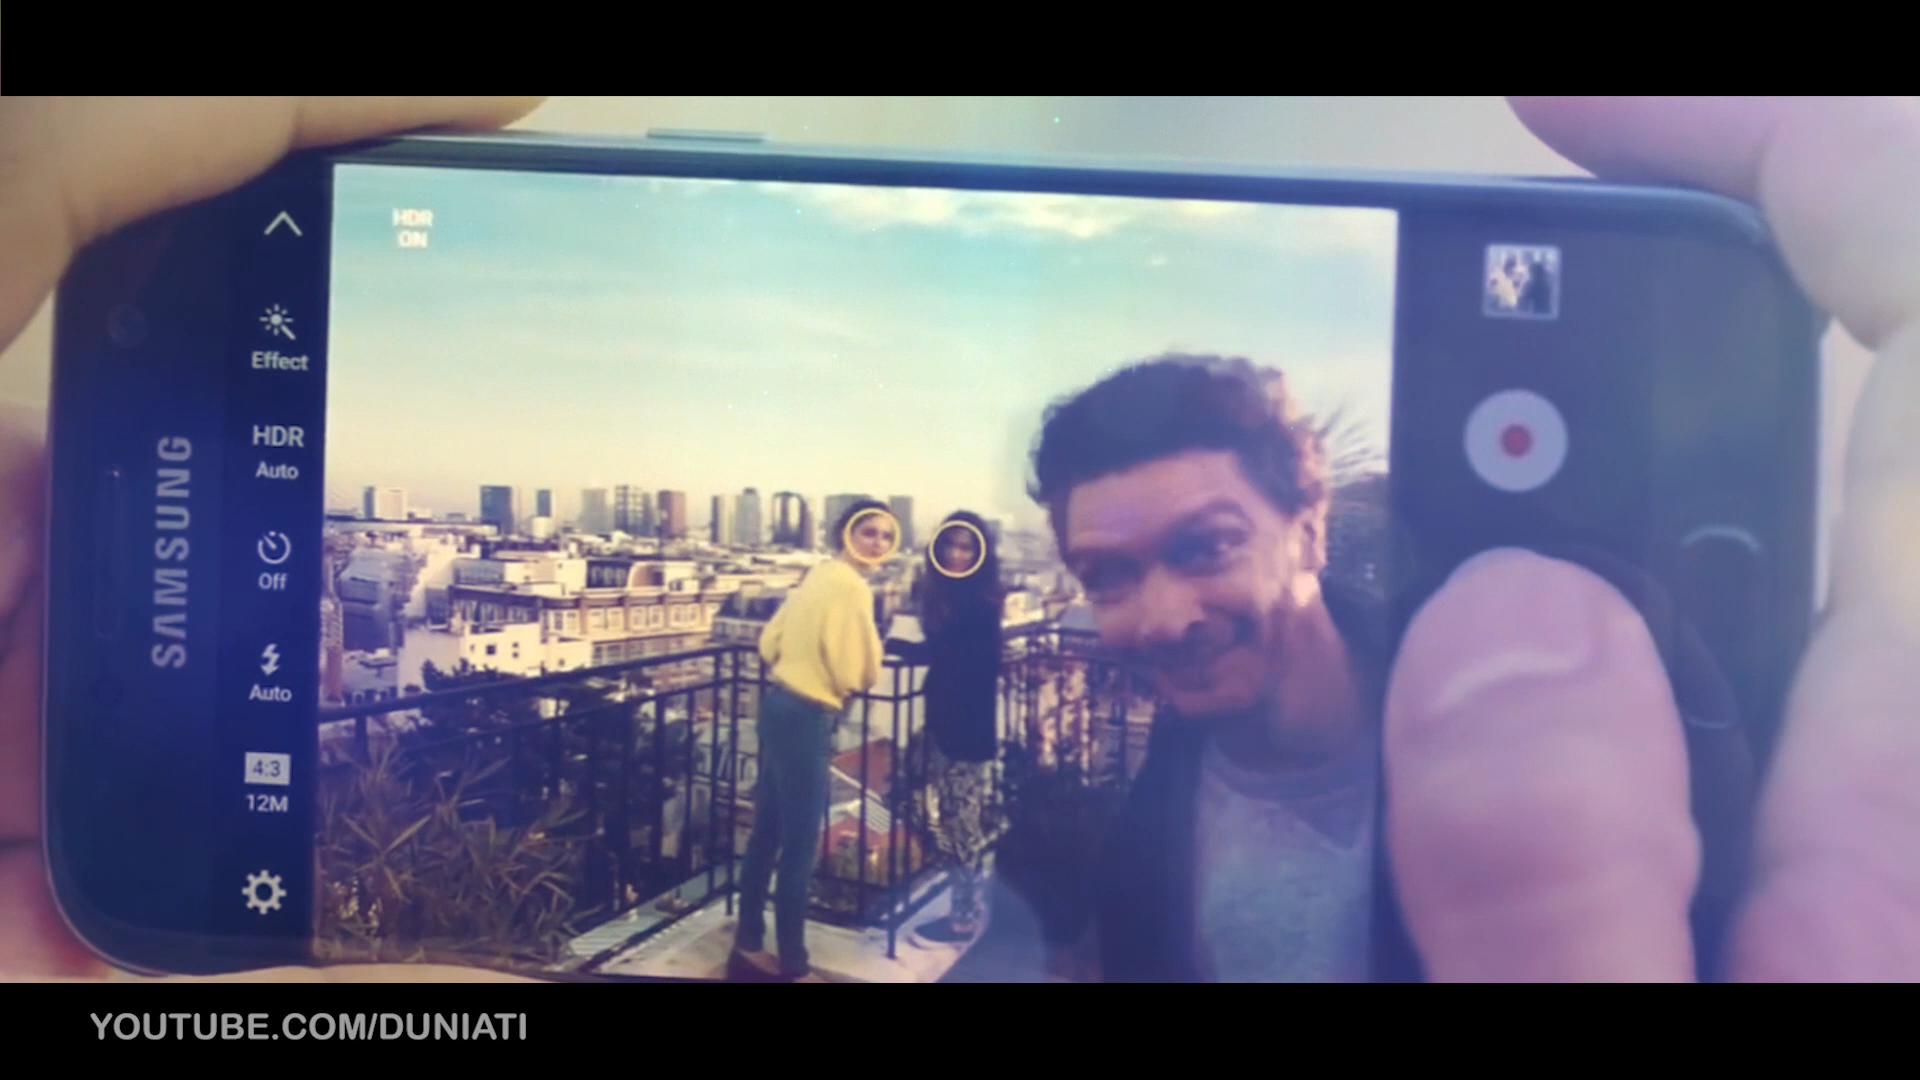 HDR
ON
Effect
HDR
Auto
Off
Auto
4:3
12M
SAMSUNG
YOUTUBE.COM/DUNIATI